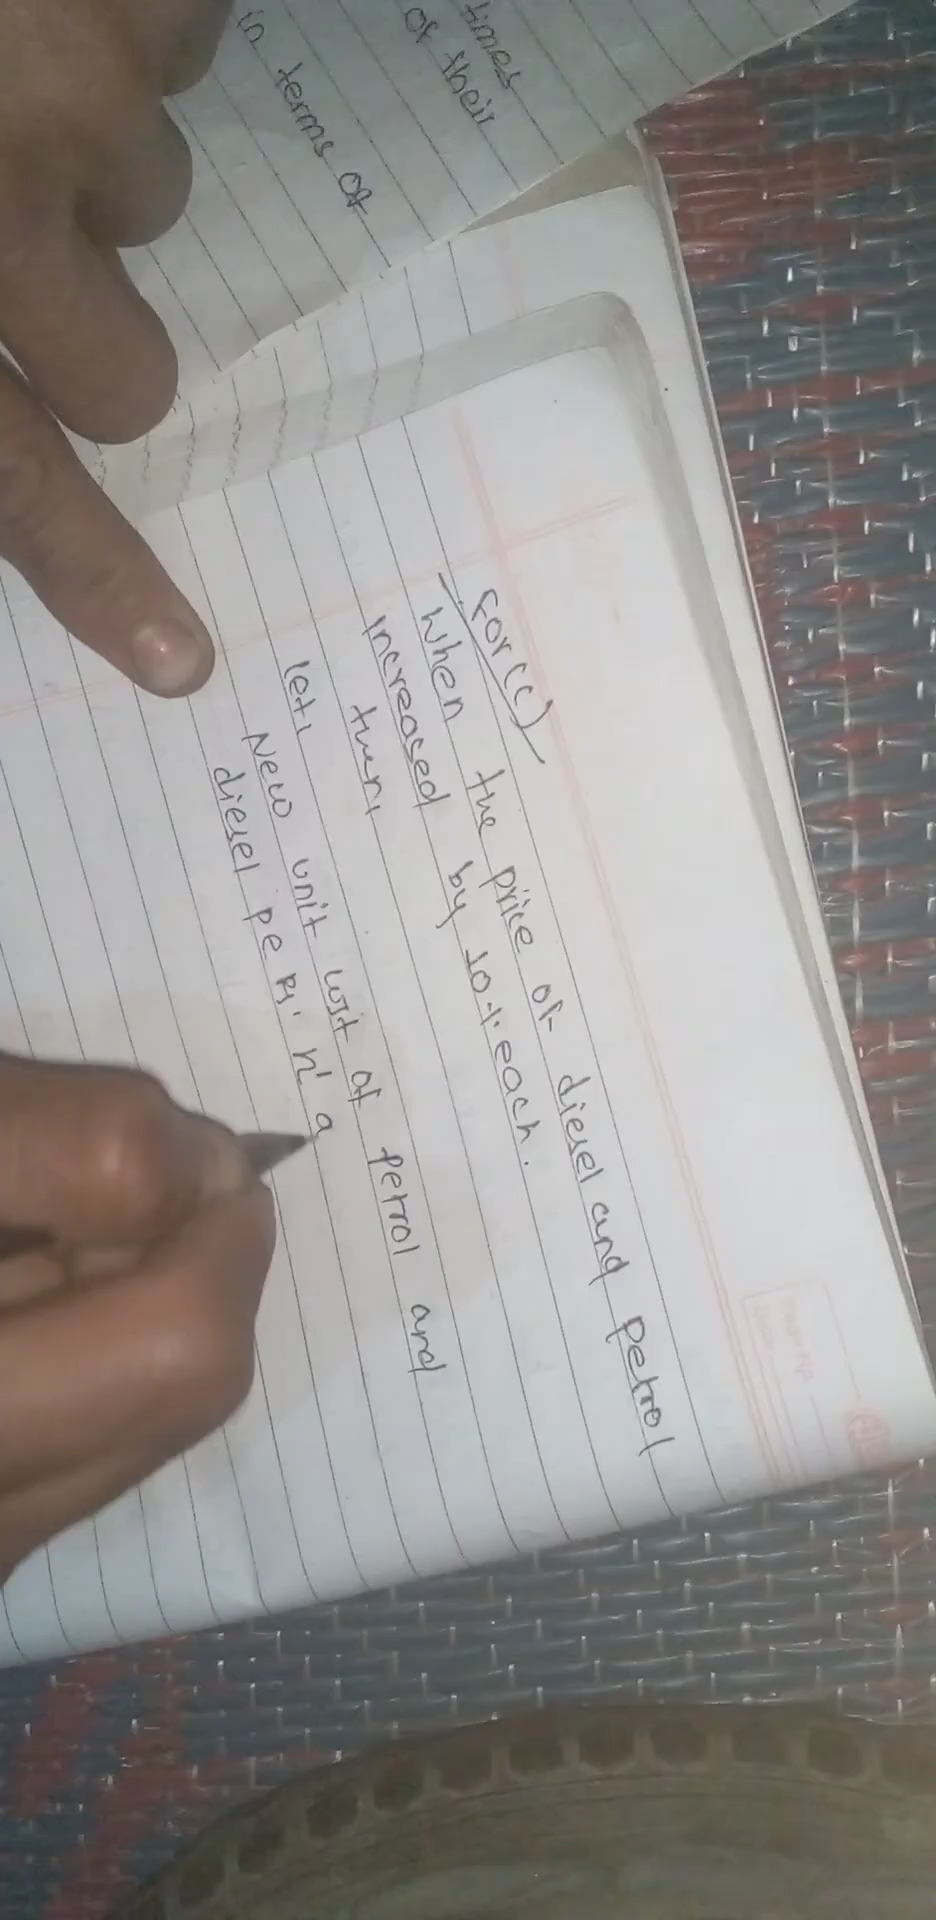 times
of their
in terms of
for(c)
When the price of diesel and petrol
increased by 10% each.
then,
let,
New unit cost of petrol and
diesel be Rs. n' a